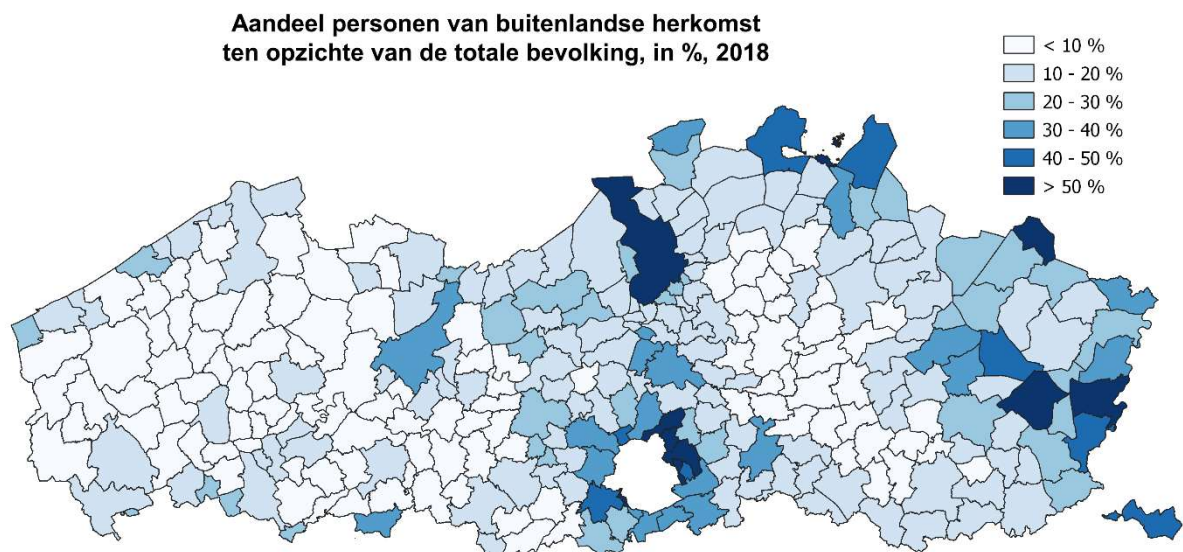 Aandeel personen van buitenlandse herkomst
ten opzichte van de totale bevolking, in %, 2018
< 10 %
10 - 20 %
20 - 30 %
30 - 40 %
40 - 50 %
> 50 %